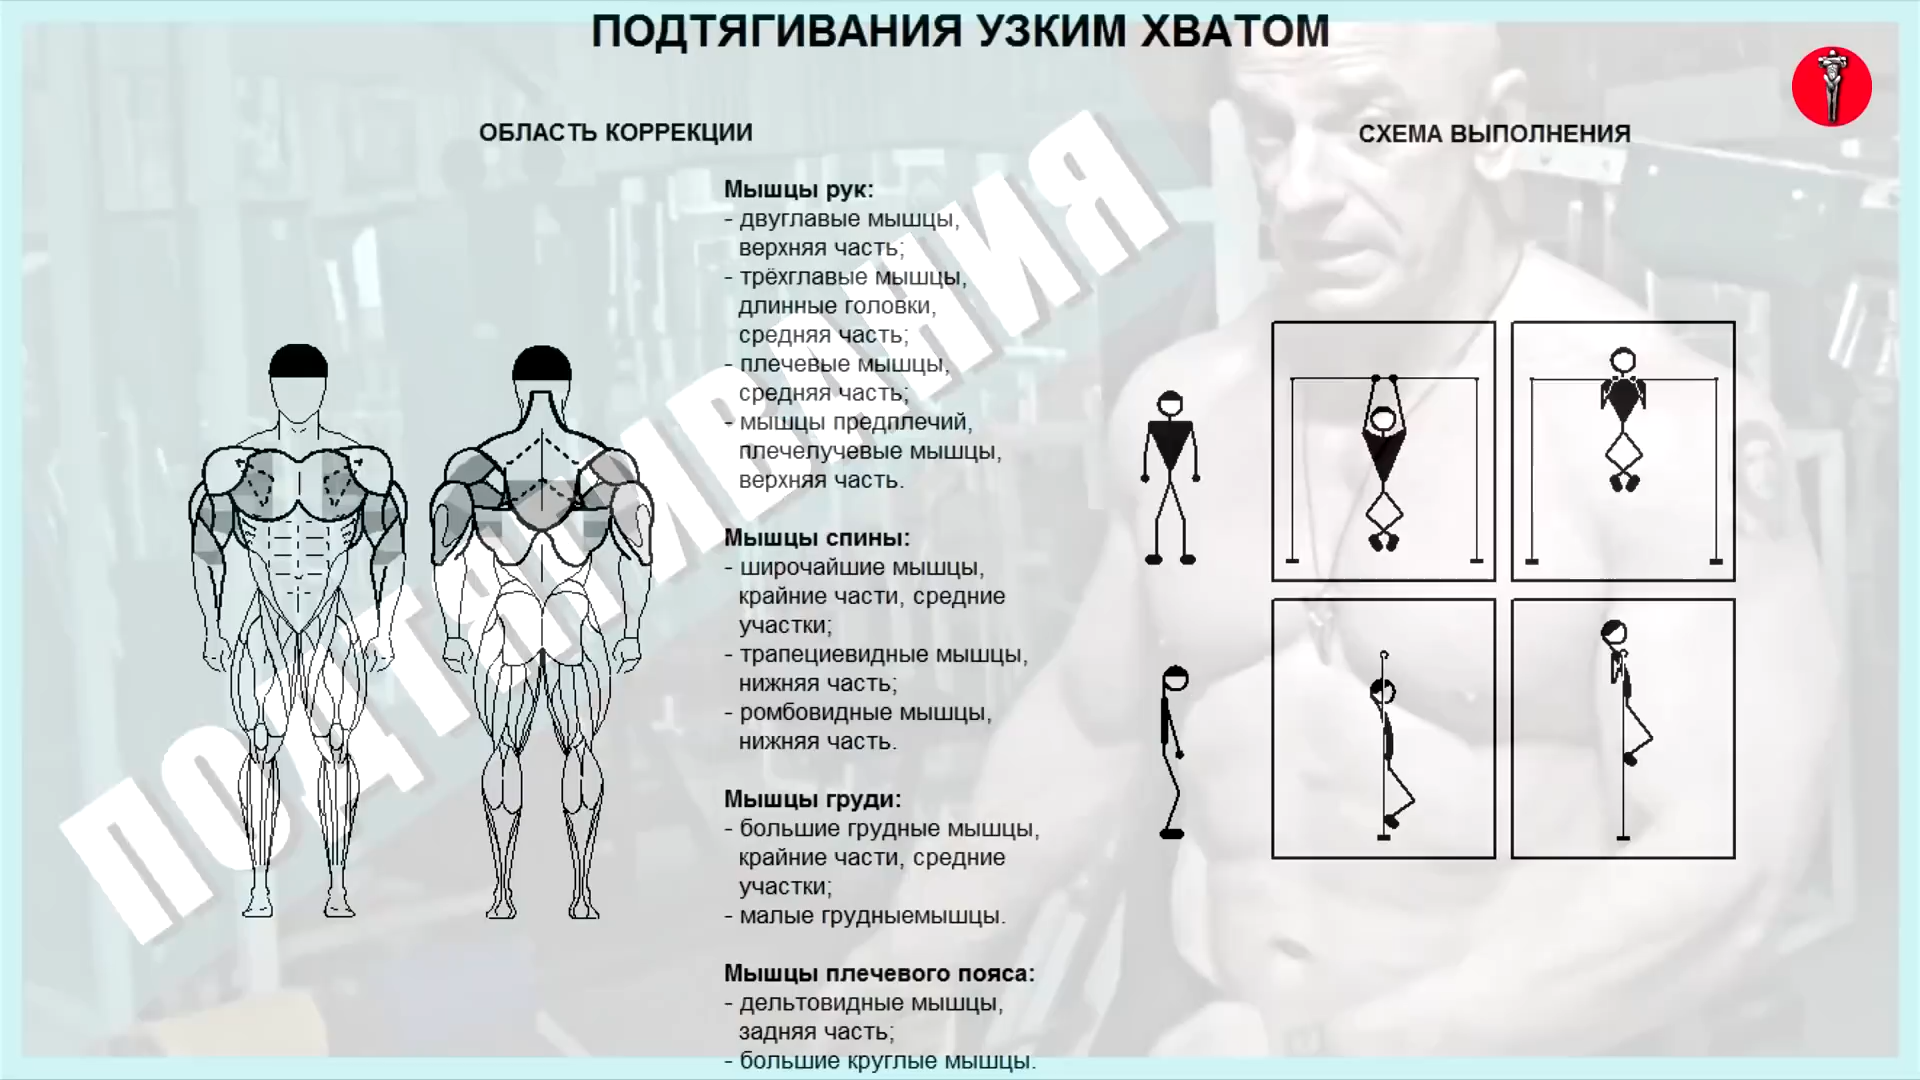 ПОДТЯГИВАНИЯ УЗКИМ ХВАТОМ
ОБЛАСТЬ КОРРЕКЦИИ
СХЕМА ВЫПОЛНЕНИЯ
Мышцы рук:
- двуглавые мышцы,
верхняя часть;
- трёхглавые мышцы,
длинные головки,
средняя часть;
- плечевые мышцы,
средняя часть;
- мышцы предплечий,
плечелучевые мышцы,
верхняя часть.
Мышцы спины:
- широчайшие мышцы,
крайние части, средние
участки;
- трапециевидные мышцы,
нижняя часть;
- ромбовидные мышцы,
нижняя часть.
Мышцы груди:
- большие грудные мышцы,
крайние части, средние
участки;
- малые грудныемышцы.
Мышцы плечевого пояса:
- дельтовидные мышцы,
задняя часть;
- большие круглые мышцы.
ПОДТЯГИВАНИЯ